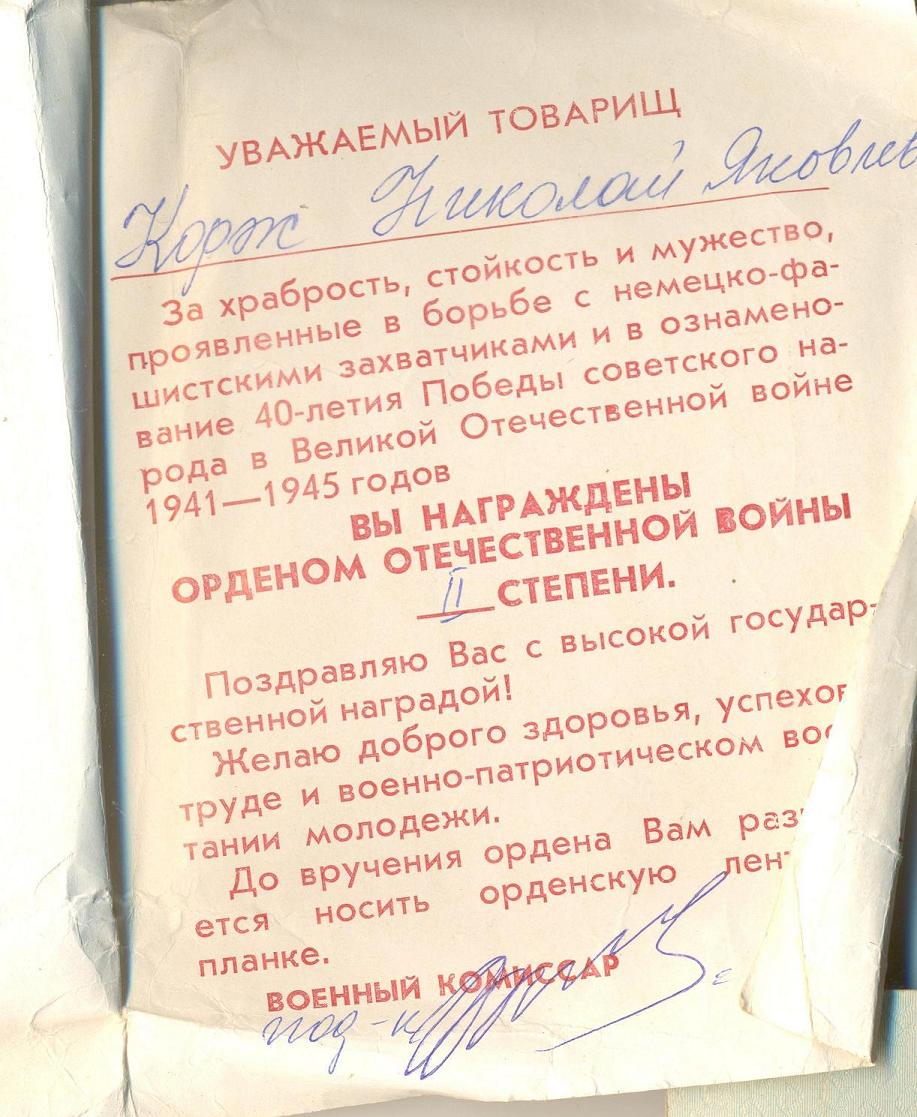 УВАЖАЕМЫЙ ТОВАРИЩ
Корж Николай Яковлев
За храбрость, стойкость и мужество,
проявленные в борьбе с немецко-фа-
шистскими захватчиками и в ознамено-
вание 40-летия Победы советского на-
рода в Великой Отечественной войне
1941—1945 годов
ВЫ НАГРАЖДЕНЫ
ОРДЕНОМ ОТЕЧЕСТВЕННОЙ ВОЙНЫ
II СТЕПЕНИ.
Поздравляю Вас с высокой государ-
ственной наградой!
Желаю доброго здоровья, успехов
труде и военно-патриотическом вос
тании молодежи.
До вручения ордена Вам раз
ется носить орденскую лент
планке.
ВОЕННЫЙ КОМИССАР
под-к